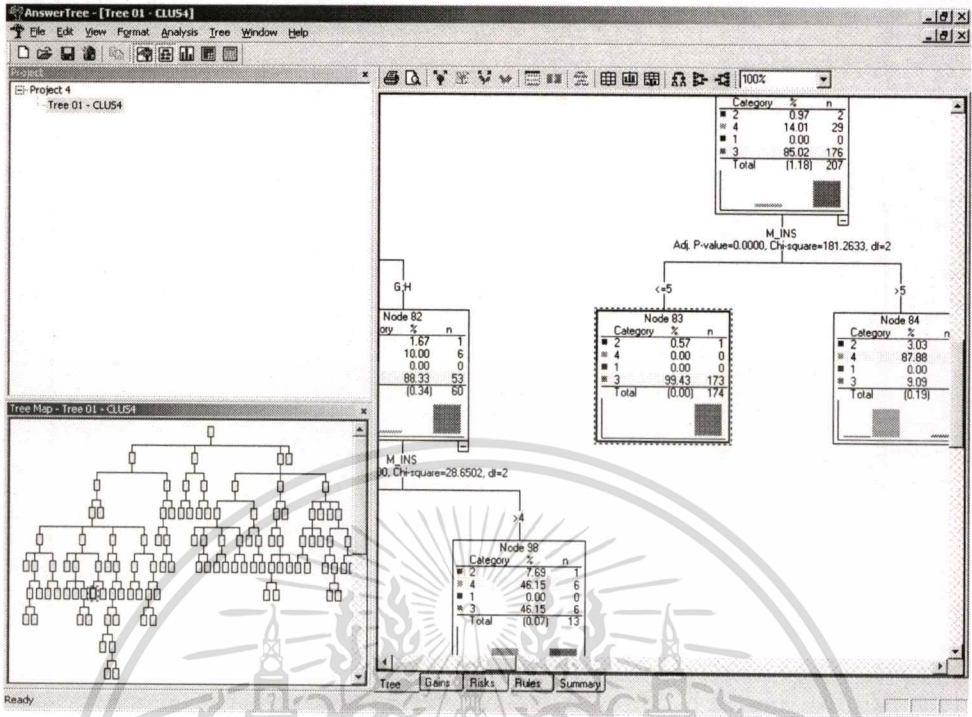 AnswerTree - [Tree 01 - CLUS4]
File Edit View Format Analysis Tree Window Help
Project
Project 4
Tree 01 - CLUS4
100%
Category % n
2 0.97 2
4 14.01 29
1 0.00 0
3 85.02 176
Total (1.18) 207
M_INS
Adj. P-value=0.0000, Chi-square=181.2633, df=2
G;H
<=5
>5
Node 82
ory % n
1.67 1
10.00 6
0.00 0
88.33 53
(0.34) 60
Node 83
Category % n
2 0.57 1
4 0.00 0
1 0.00 0
3 99.43 173
Total (0.00) 174
Node 84
Category % n
2 3.03
4 87.88
1 0.00
3 9.09
Total (0.19)
Tree Map - Tree 01 - CLUS4
M_INS
00, Chi-square=28.6502, df=2
>4
Node 98
Category % n
2 7.69 1
4 46.15 6
1 0.00 0
3 46.15 6
Total (0.07) 13
Tree Gains Risks Rules Summary
Ready